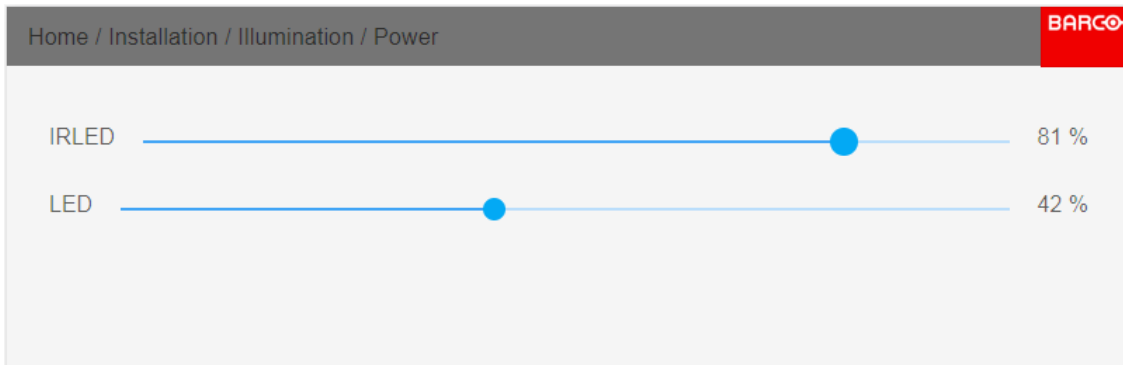 Home / Installation / Illumination / Power
BARCO
IRLED 81 %
LED 42 %